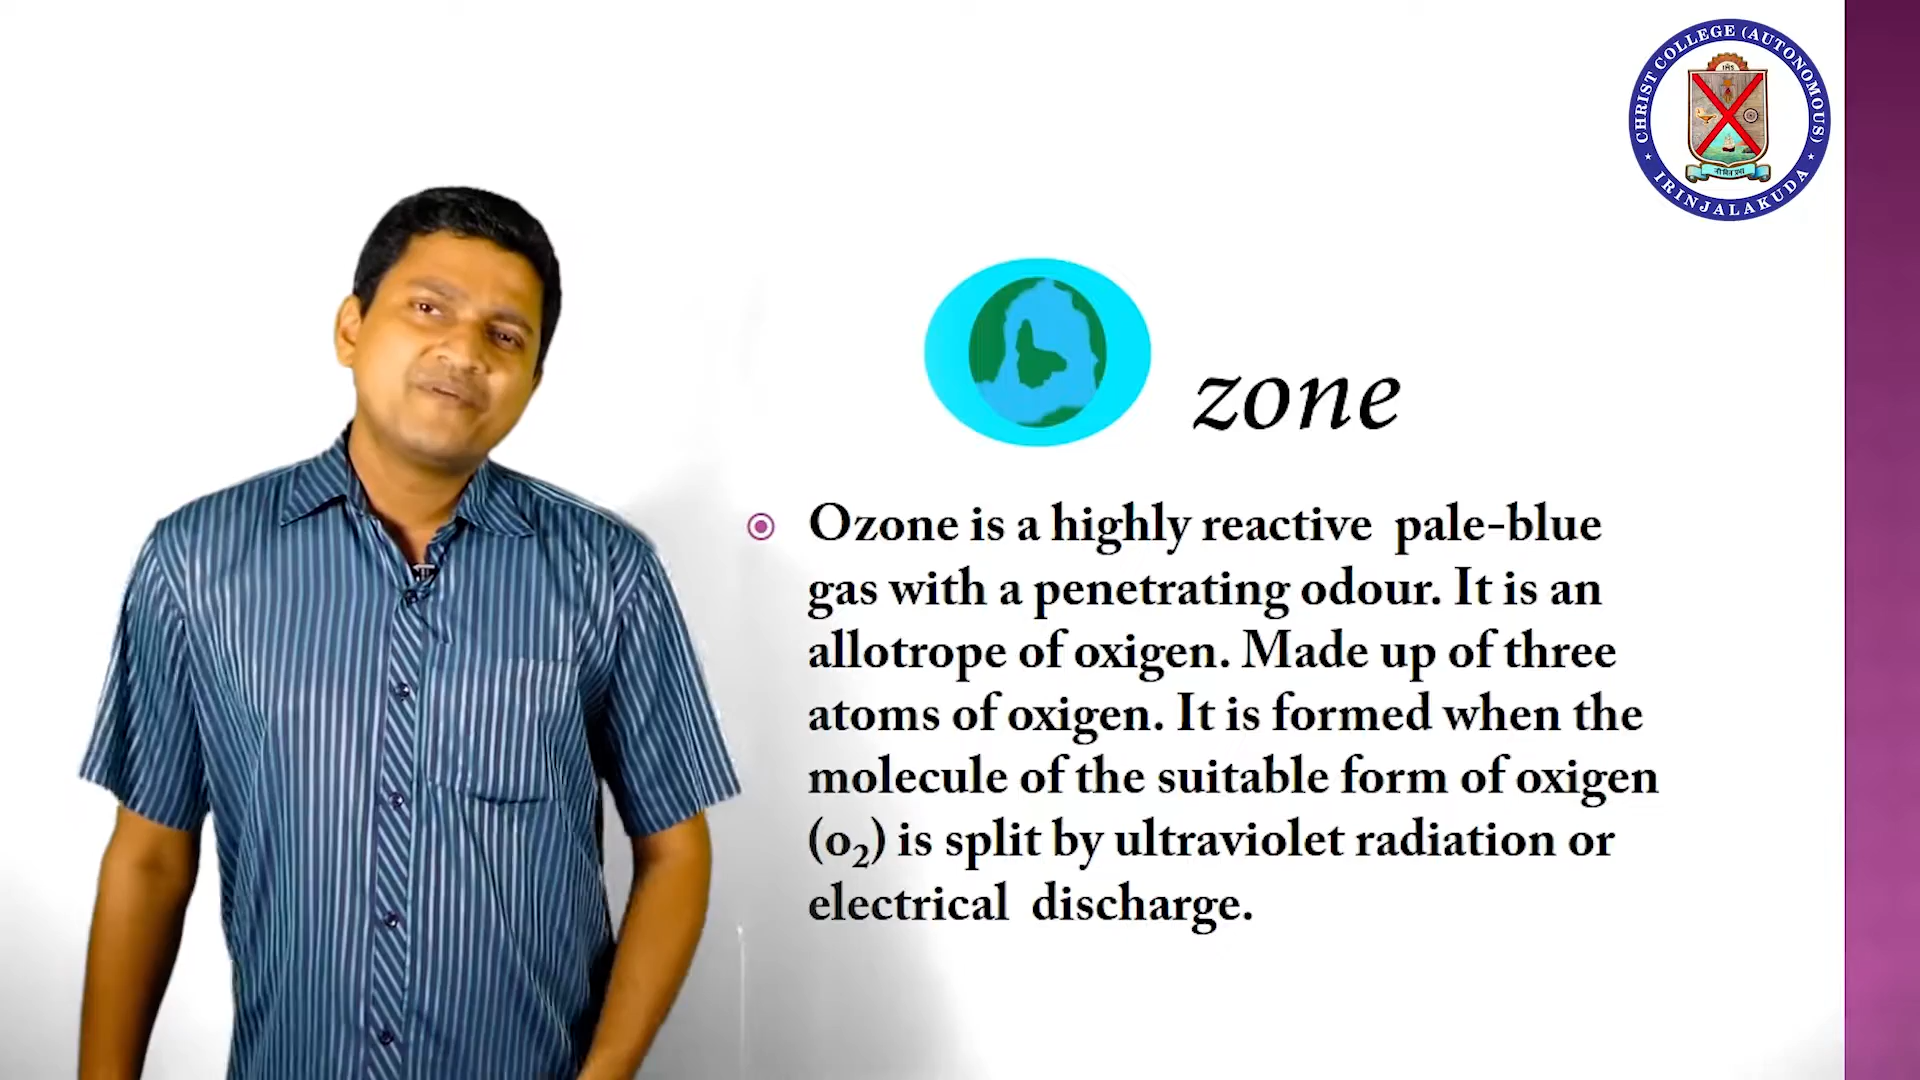 CHRIST COLLEGE (AUTONOMOUS)
IHS
IRINJALAKUDA
zone
Ozone is a highly reactive pale-blue
gas with a penetrating odour. It is an
allotrope of oxigen. Made up of three
atoms of oxigen. It is formed when the
molecule of the suitable form of oxigen
(o₂) is split by ultraviolet radiation or
electrical discharge.